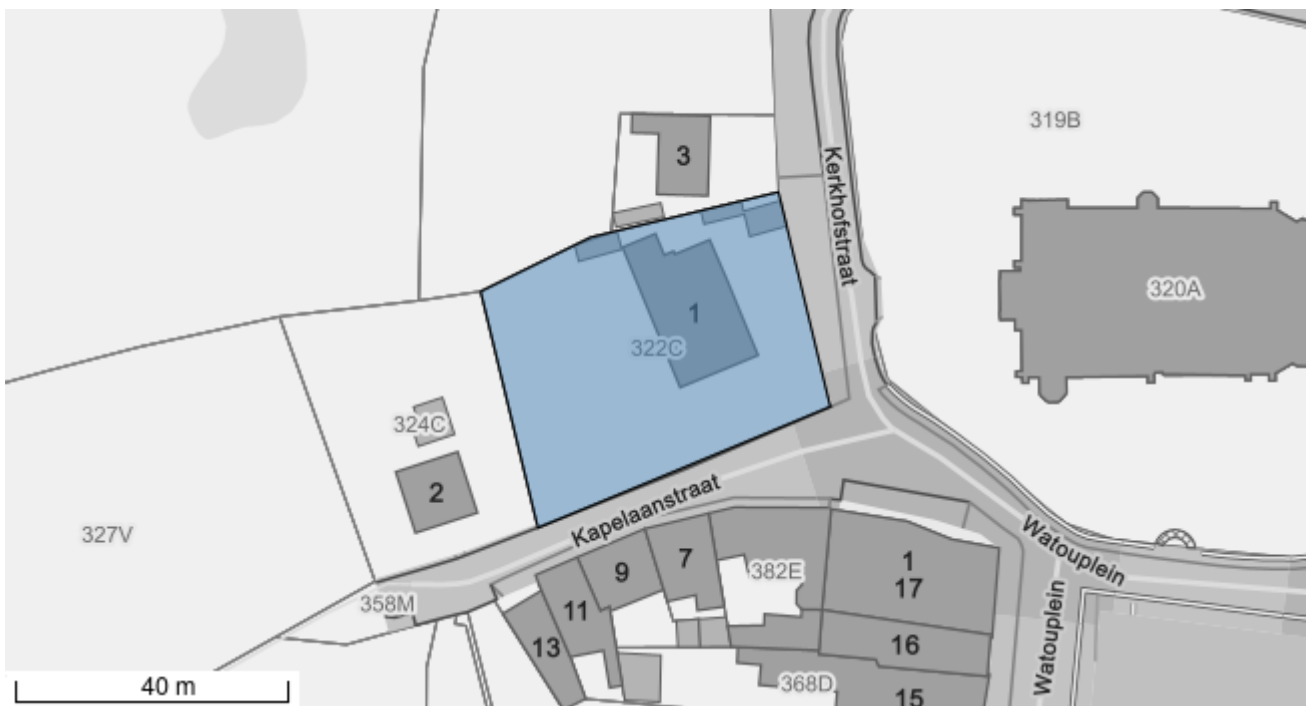 319B
3
Kerkhofstraat
320A
1
322C
324C
2
Kapelaanstraat
327V
Watouplein
9
7
382E
1
17
11
358M
13
16
Watouplein
368D
15
40 m